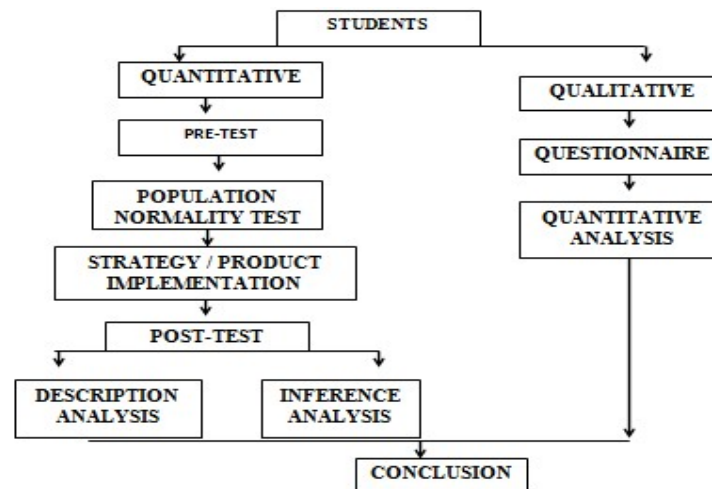 STUDENTS
QUANTITATIVE
QUALITATIVE
PRE-TEST
QUESTIONNAIRE
POPULATION
NORMALITY TEST
QUANTITATIVE
ANALYSIS
STRATEGY / PRODUCT
IMPLEMENTATION
POST-TEST
DESCRIPTION
ANALYSIS
INFERENCE
ANALYSIS
CONCLUSION